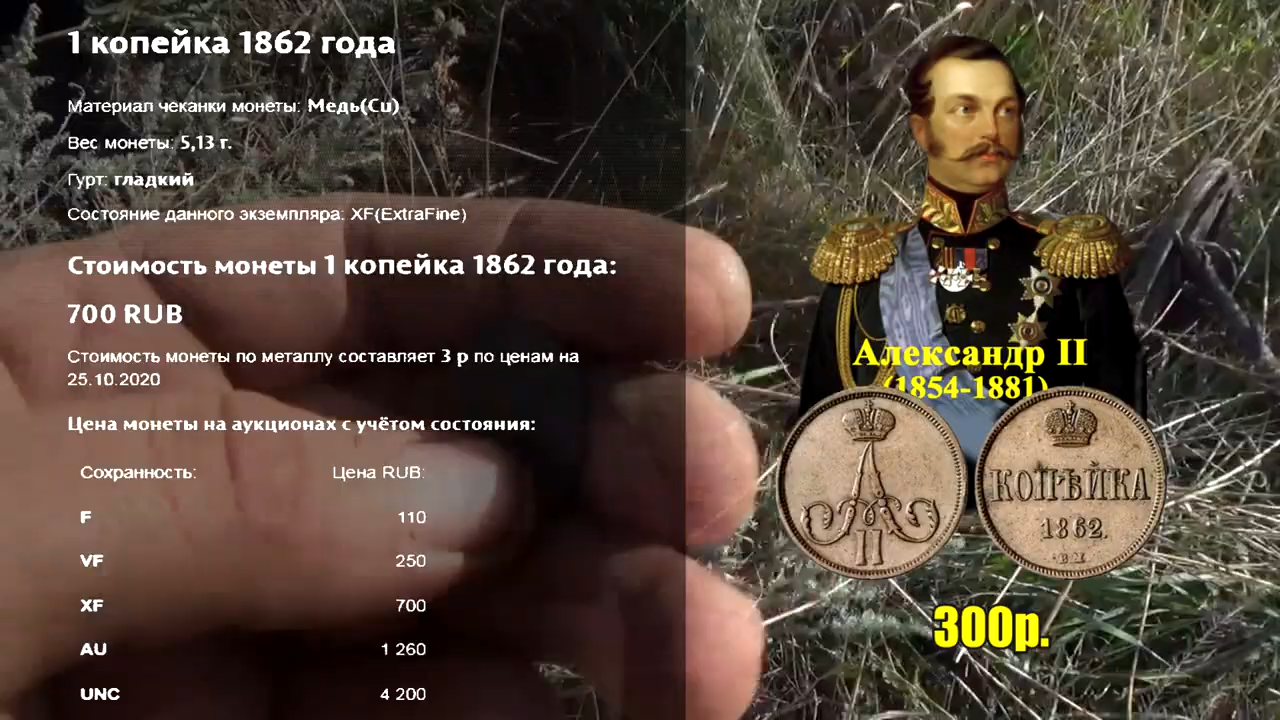 1 копейка 1862 года
Материал чеканки монеты: Медь(Cu)
Вес монеты: 5,13 г.
Гурт: гладкий
Состояние данного экземпляра: XF(ExtraFine)
Стоимость монеты 1 копейка 1862 года:
700 RUB
Стоимость монеты по металлу составляет 3 р по ценам на
25.10.2020
Цена монеты на аукционах с учётом состояния:
Сохранность: Цена RUB:
F 110
VF 250
XF 700
AU 1 260
UNC 4 200
Александр II
(1854-1881)
А
II
КОПѢЙКА
1862.
В М
300р.